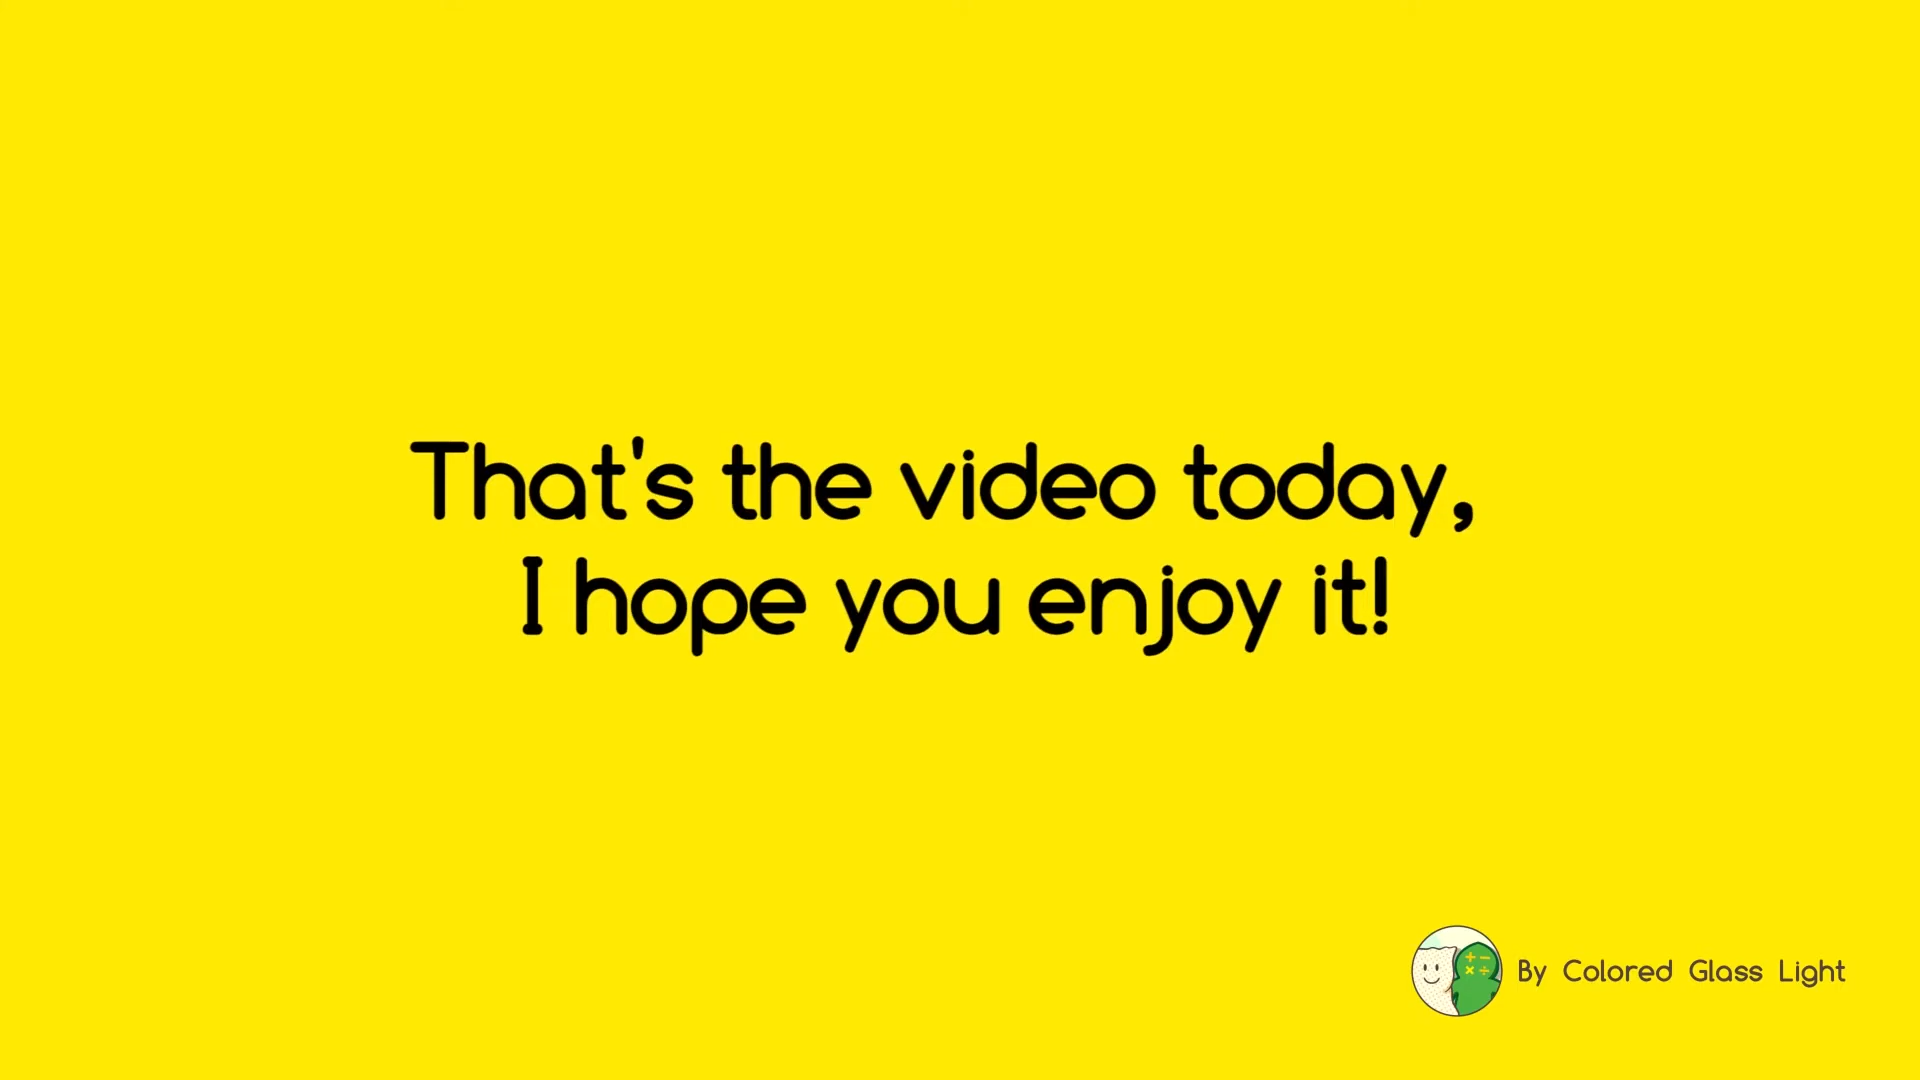 That's the video today,
I hope you enjoy it!
+ −
× ÷
By Colored Glass Light